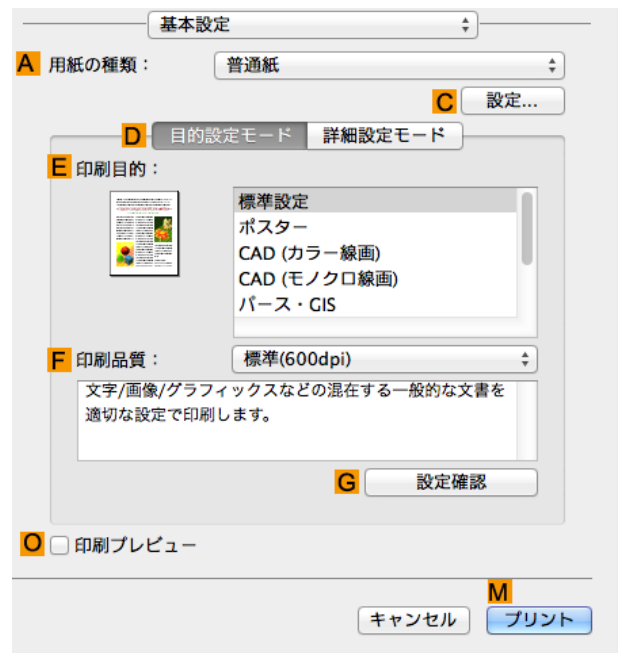 基本設定
A 用紙の種類： 普通紙
C 設定...
D 目的設定モード 詳細設定モード
E 印刷目的：
標準設定
ポスター
CAD (カラー線画)
CAD (モノクロ線画)
パース・GIS
F 印刷品質： 標準(600dpi)
文字/画像/グラフィックスなどの混在する一般的な文書を
適切な設定で印刷します。
G 設定確認
O 印刷プレビュー
M
キャンセル プリント